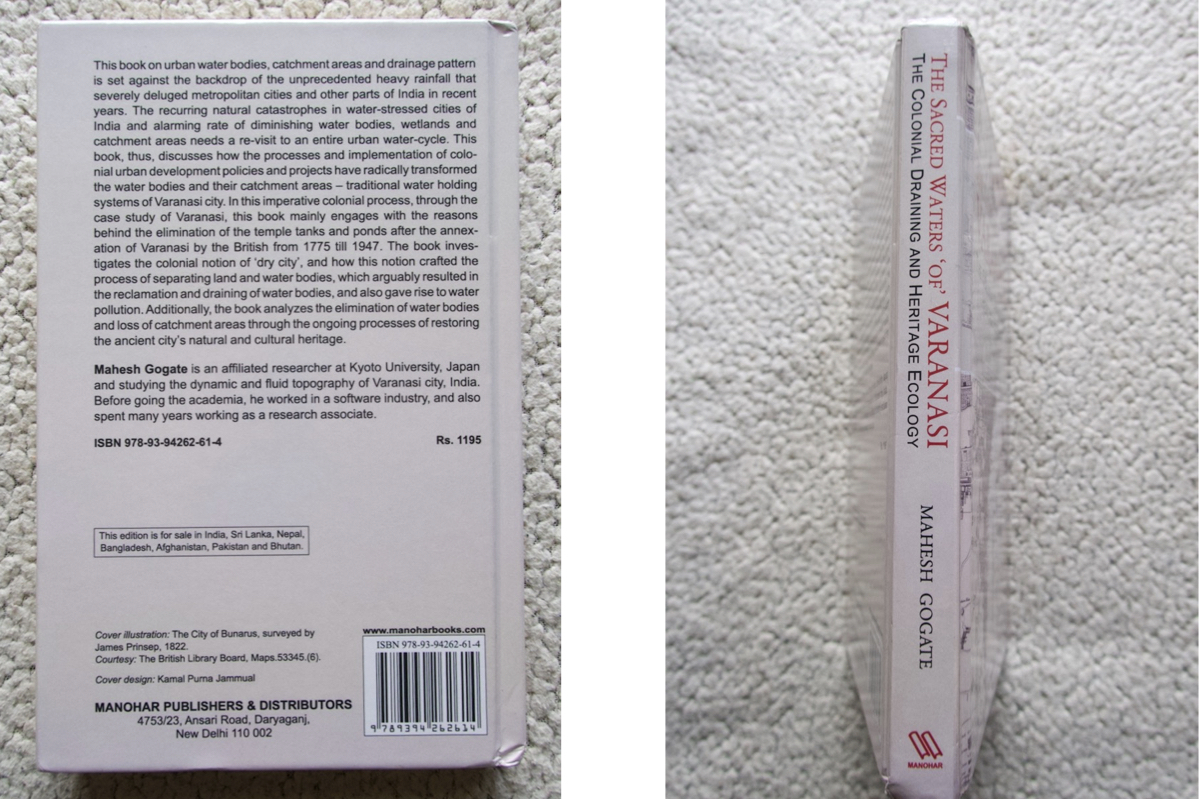 This book on urban water bodies, catchment areas and drainage pattern
is set against the backdrop of the unprecedented heavy rainfall that
severely deluged metropolitan cities and other parts of India in recent
years. The recurring natural catastrophes in water-stressed cities of
India and alarming rate of diminishing water bodies, wetlands and
catchment areas needs a re-visit to an entire urban water-cycle. This
book, thus, discusses how the processes and implementation of colo-
nial urban development policies and projects have radically transformed
the water bodies and their catchment areas – traditional water holding
systems of Varanasi city. In this imperative colonial process, through the
case study of Varanasi, this book mainly engages with the reasons
behind the elimination of the temple tanks and ponds after the annex-
ation of Varanasi by the British from 1775 till 1947. The book inves-
tigates the colonial notion of ‘dry city’, and how this notion crafted the
process of separating land and water bodies, which arguably resulted in
the reclamation and draining of water bodies, and also gave rise to water
pollution. Additionally, the book analyzes the elimination of water bodies
and loss of catchment areas through the ongoing processes of restoring
the ancient city’s natural and cultural heritage.
Mahesh Gogate is an affiliated researcher at Kyoto University, Japan
and studying the dynamic and fluid topography of Varanasi city, India.
Before going the academia, he worked in a software industry, and also
spent many years working as a research associate.
ISBN 978-93-94262-61-4 Rs. 1195
This edition is for sale in India, Sri Lanka, Nepal,
Bangladesh, Afghanistan, Pakistan and Bhutan.
Cover illustration: The City of Bunarus, surveyed by
James Prinsep, 1822.
Courtesy: The British Library Board, Maps.53345.(6).
Cover design: Kamal Purna Jammual
MANOHAR PUBLISHERS & DISTRIBUTORS
4753/23, Ansari Road, Daryaganj,
New Delhi 110 002
www.manoharbooks.com
ISBN 978-93-94262-61-4
9 789394 262614
THE SACRED WATERS ‘OF’ VARANASI
THE COLONIAL DRAINING AND HERITAGE ECOLOGY
MAHESH GOGATE
MANOHAR